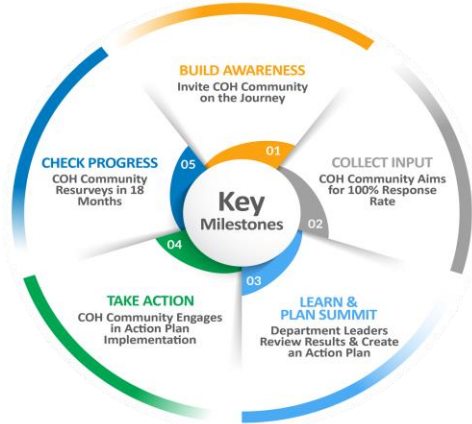 Key
Milestones
01
BUILD AWARENESS
Invite COH Community
on the Journey
02
COLLECT INPUT
COH Community Aims
for 100% Response
Rate
03
LEARN &
PLAN SUMMIT
Department Leaders
Review Results & Create
an Action Plan
04
TAKE ACTION
COH Community Engages
in Action Plan
Implementation
05
CHECK PROGRESS
COH Community
Resurveys in 18
Months